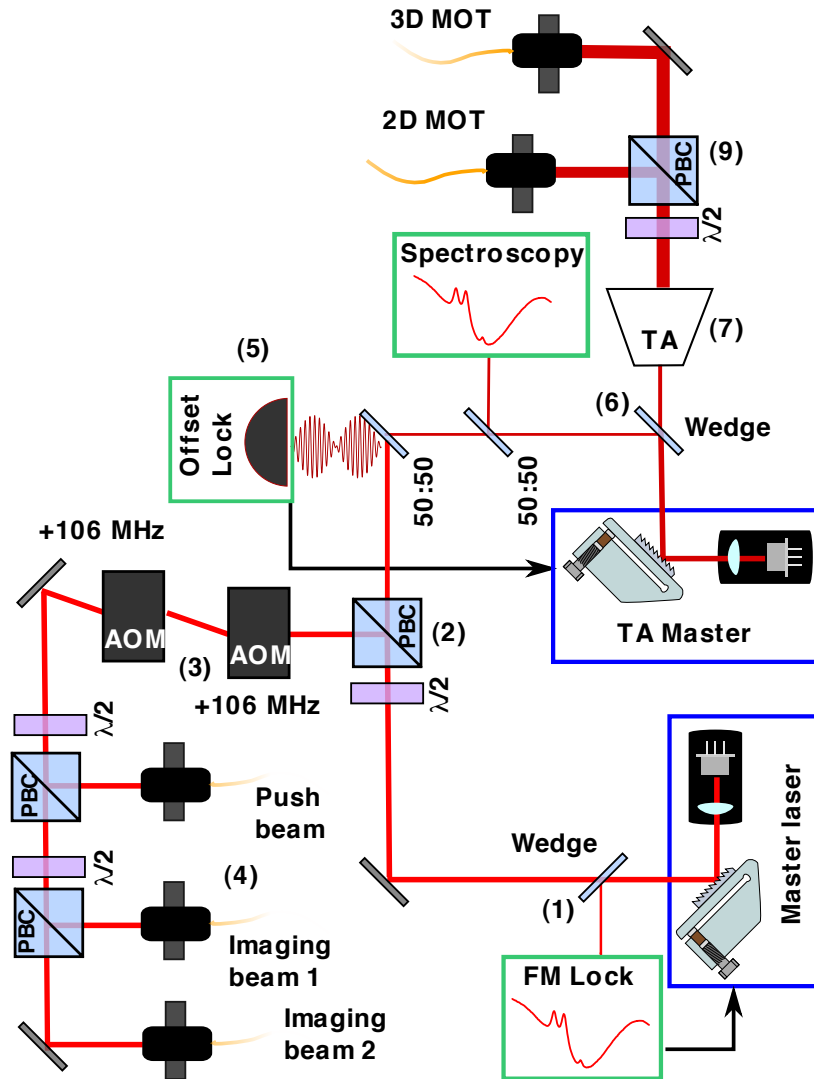 3D MOT
2D MOT
PBC
(9)
λ/2
Spectroscopy
TA
(7)
(5)
(6)
Wedge
Offset
Lock
50:50
50:50
+106 MHz
AOM
(3)
AOM
+106 MHz
PBC
(2)
λ/2
TA Master
λ/2
PBC
Push
beam
λ/2
PBC
(4)
Imaging
beam 1
Imaging
beam 2
Wedge
(1)
FM Lock
Master laser